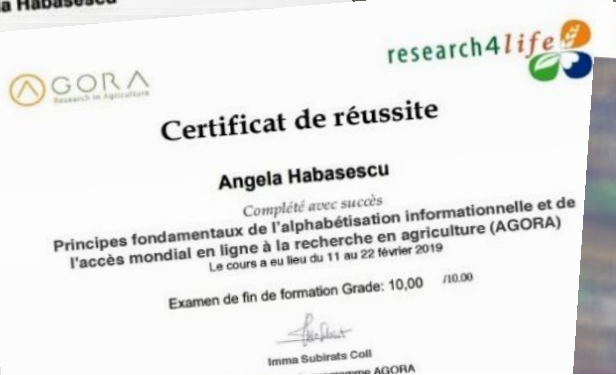 a Habasescu
AGORA
Research in Agriculture
research4life
Certificat de réussite
Angela Habasescu
Complété avec succès
Principes fondamentaux de l'alphabétisation informationnelle et de
l'accès mondial en ligne à la recherche en agriculture (AGORA)
Le cours a eu lieu du 11 au 22 février 2019
Examen de fin de formation Grade: 10,00 /10.00
Imma Subirats Coll
programme AGORA